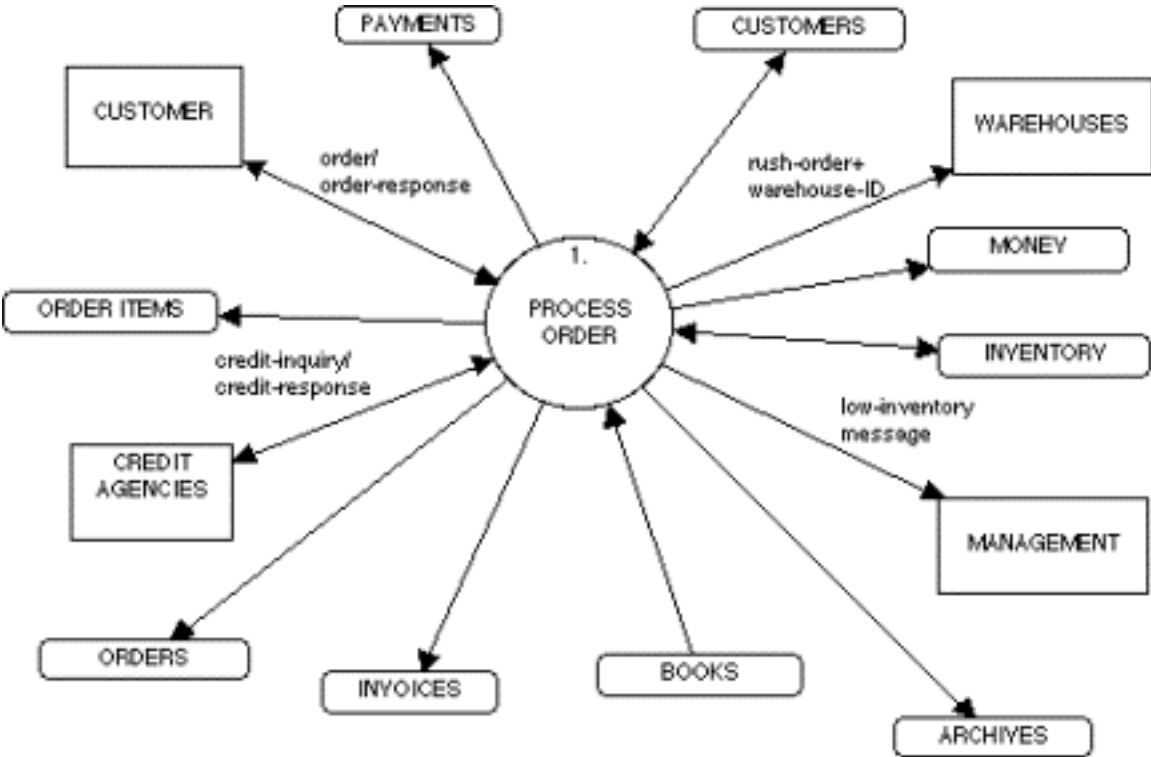 PAYMENTS
CUSTOMERS
CUSTOMER
WAREHOUSES
order/
order-response
rush-order+
warehouse-ID
MONEY
1.
PROCESS
ORDER
ORDER ITEMS
INVENTORY
credit-inquiry/
credit-response
low-inventory
message
CREDIT
AGENCIES
MANAGEMENT
ORDERS
INVOICES
BOOKS
ARCHIVES